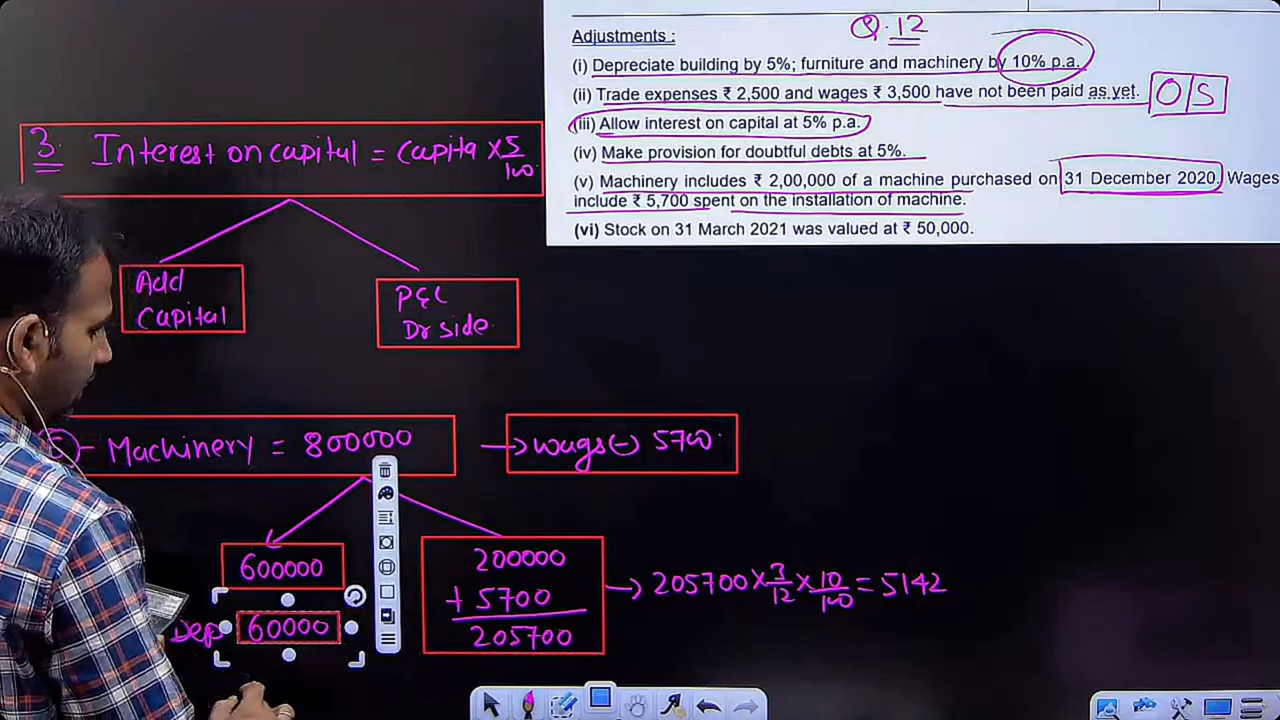 Q.12
Adjustments :
(i) Depreciate building by 5%; furniture and machinery by 10% p.a.
(ii) Trade expenses ₹ 2,500 and wages ₹ 3,500 have not been paid as yet.
O/S
(iii) Allow interest on capital at 5% p.a.
(iv) Make provision for doubtful debts at 5%.
(v) Machinery includes ₹ 2,00,000 of a machine purchased on 31 December 2020. Wages
include ₹ 5,700 spent on the installation of machine.
(vi) Stock on 31 March 2021 was valued at ₹ 50,000.
3. Interest on capital = capita × 5/100
Add
Capital
P&L
Dr side
- Machinery = 800000
→ wags (-) 5700
600000
Dep 60000
200000
+ 5700
205700
→ 205700 × 3/12 × 10/100 = 5142